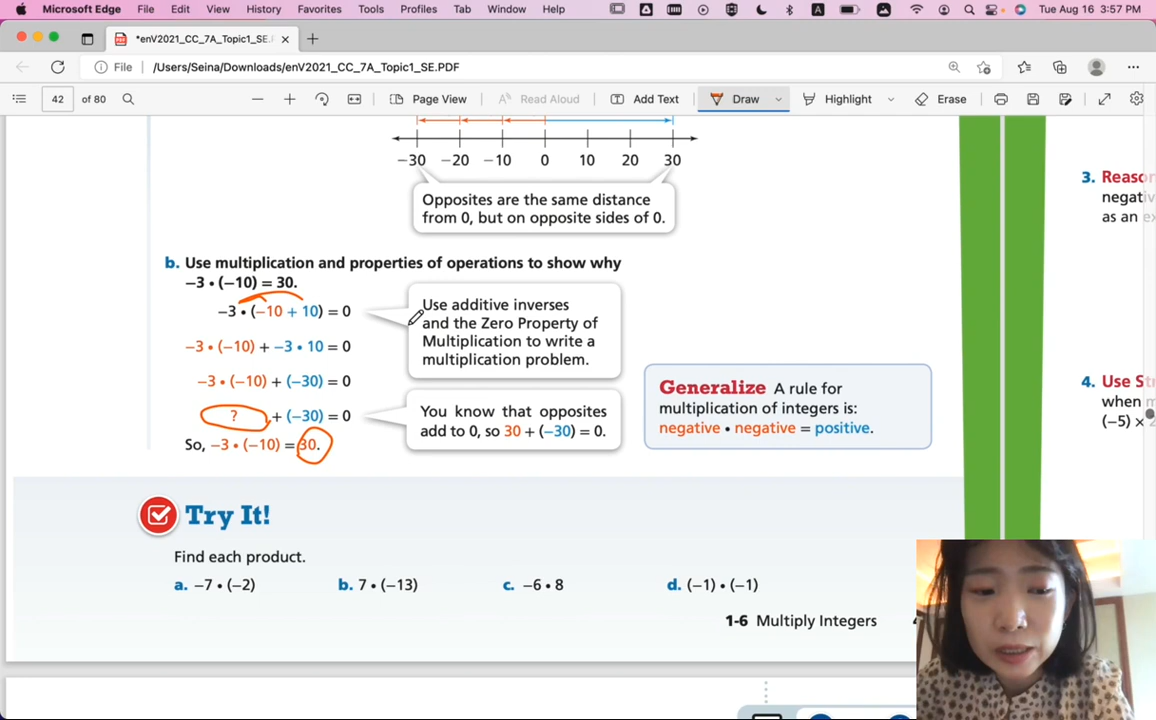 Microsoft Edge File Edit View History Favorites Tools Profiles Tab Window Help A Tue Aug 16 3:57 PM
PDF *enV2021_CC_7A_Topic1_SE.
File /Users/Seina/Downloads/enV2021_CC_7A_Topic1_SE.PDF
42 of 80 Page View Read Aloud Add Text Draw Highlight Erase
−30 −20 −10 0 10 20 30
Opposites are the same distance
from 0, but on opposite sides of 0.
b. Use multiplication and properties of operations to show why
−3 • (−10) = 30.
−3 • (−10 + 10) = 0
−3 • (−10) + −3 • 10 = 0
−3 • (−10) + (−30) = 0
? + (−30) = 0
So, −3 • (−10) = 30.
Use additive inverses
and the Zero Property of
Multiplication to write a
multiplication problem.
You know that opposites
add to 0, so 30 + (−30) = 0.
Generalize A rule for
multiplication of integers is:
negative • negative = positive.
3. Reason
negativ
as an ex
4. Use St
when m
(−5) × 2
Try It!
Find each product.
a. −7 • (−2) b. 7 • (−13) c. −6 • 8 d. (−1) • (−1)
1-6 Multiply Integers